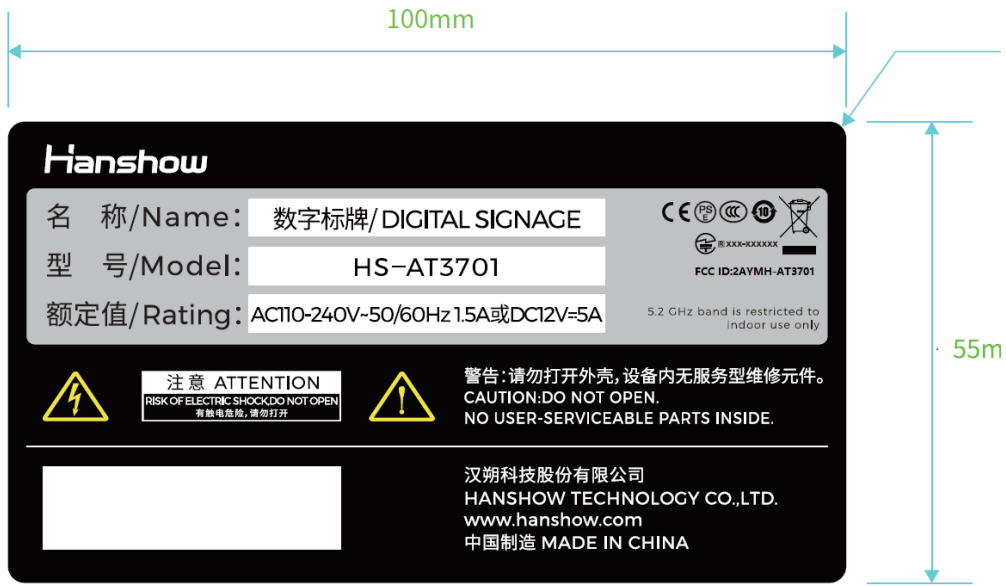 100mm
Hanshow
名 称/Name: 数字标牌/ DIGITAL SIGNAGE
型 号/Model: HS-AT3701
额定值/Rating: AC110-240V~50/60Hz 1.5A或DC12V⎓5A
CE PS E CCC 10
R XXX-XXXXXX
FCC ID:2AYMH-AT3701
5.2 GHz band is restricted to
indoor use only
55m
注意 ATTENTION
RISK OF ELECTRIC SHOCK,DO NOT OPEN
有触电危险,请勿打开
警告:请勿打开外壳,设备内无服务型维修元件。
CAUTION:DO NOT OPEN.
NO USER-SERVICEABLE PARTS INSIDE.
汉朔科技股份有限公司
HANSHOW TECHNOLOGY CO.,LTD.
www.hanshow.com
中国制造 MADE IN CHINA